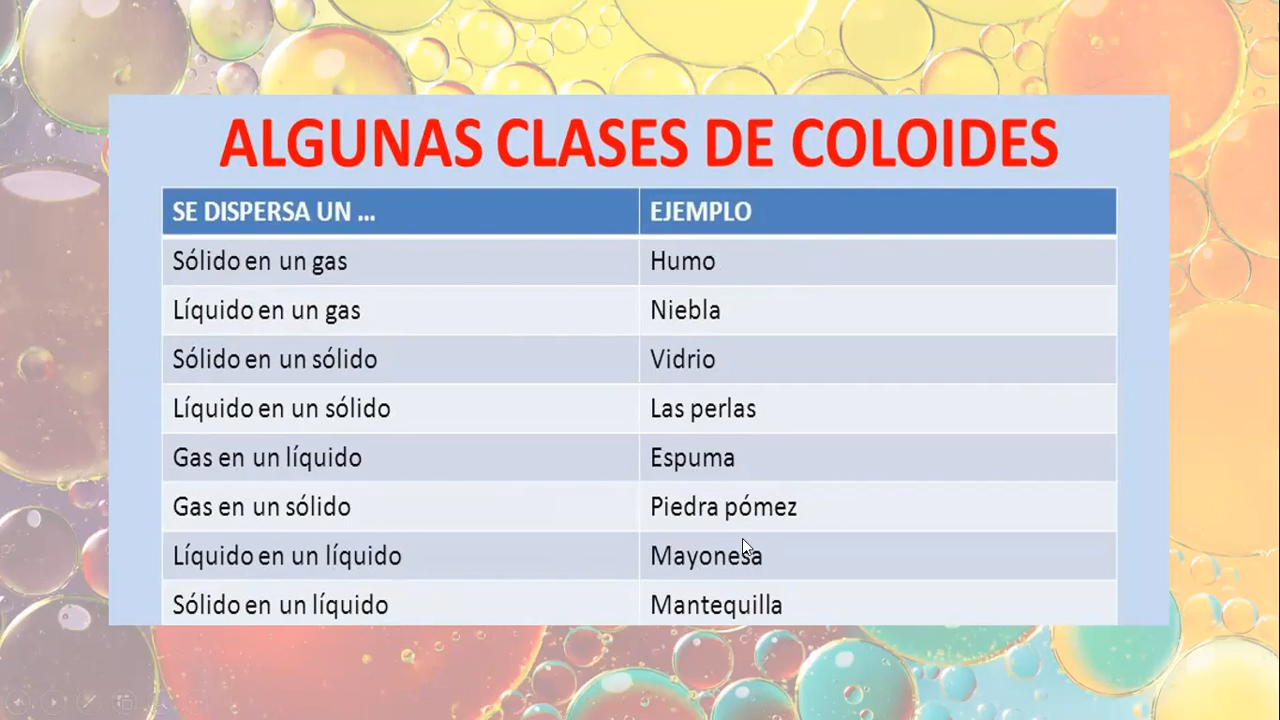 ALGUNAS CLASES DE COLOIDES
SE DISPERSA UN ... EJEMPLO
Sólido en un gas Humo
Líquido en un gas Niebla
Sólido en un sólido Vidrio
Líquido en un sólido Las perlas
Gas en un líquido Espuma
Gas en un sólido Piedra pómez
Líquido en un líquido Mayonesa
Sólido en un líquido Mantequilla